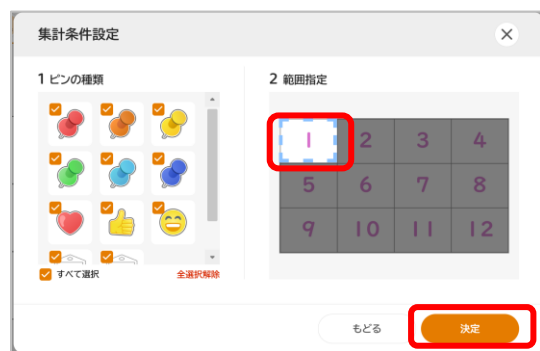 集計条件設定
1 ピンの種類
2 範囲指定
1 2 3 4
5 6 7 8
9 10 11 12
すべて選択
全選択解除
もどる
決定